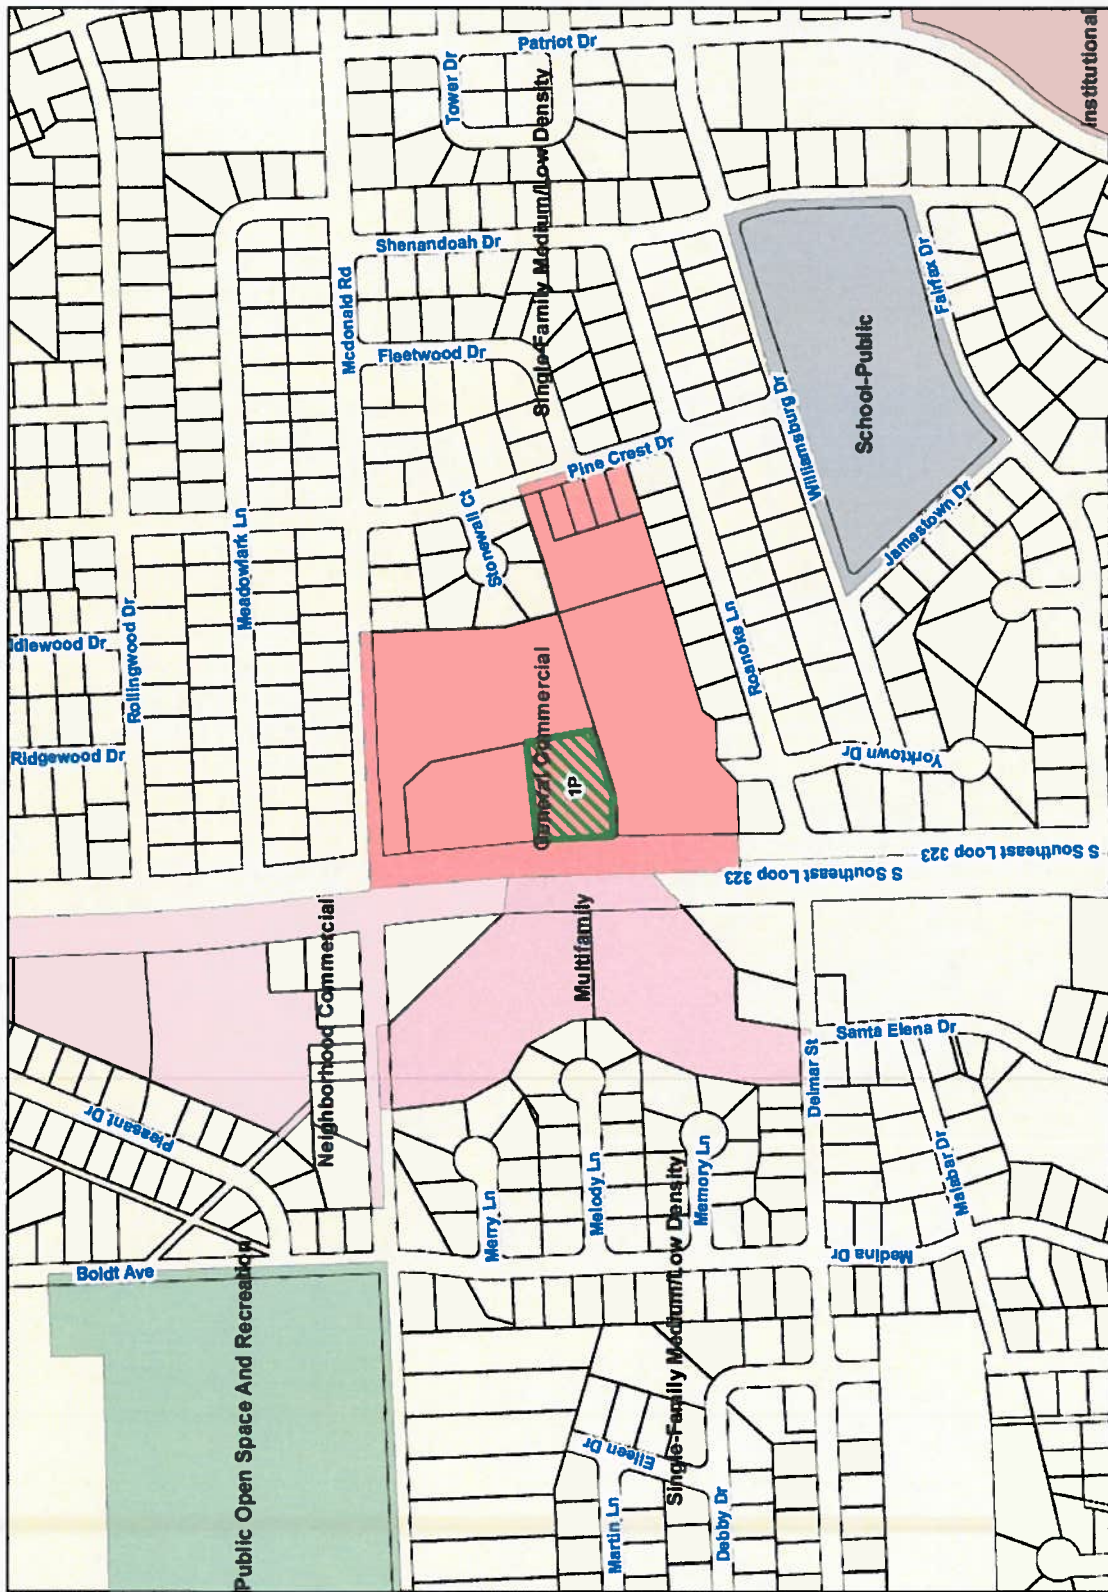 Patriot Dr
Tower Dr
Institutional
Single-Family Medium/Low Density
Shenandoah Dr
Mcdonald Rd
Fairfax Dr
Fleetwood Dr
School-Public
Williamsburg Dr
Pine Crest Dr
Stonewall Ct
Jamestown Dr
Meadowlark Ln
Rollingwood Dr
dlewood Dr
Roanoke Ln
General Commercial
Ridgewood Dr
Yorktown Dr
1P
S Southeast Loop 323
S Southeast Loop 323
Neighborhood Commercial
Multifamily
Santa Elena Dr
Delmar St
Pleasant Dr
Melody Ln
Memory Ln
Malabar Dr
Merry Ln
Medina Dr
Boldt Ave
Public Open Space And Recreation
Single-Family Medium/Low Density
Eileen Dr
Martin Ln
Debby Dr